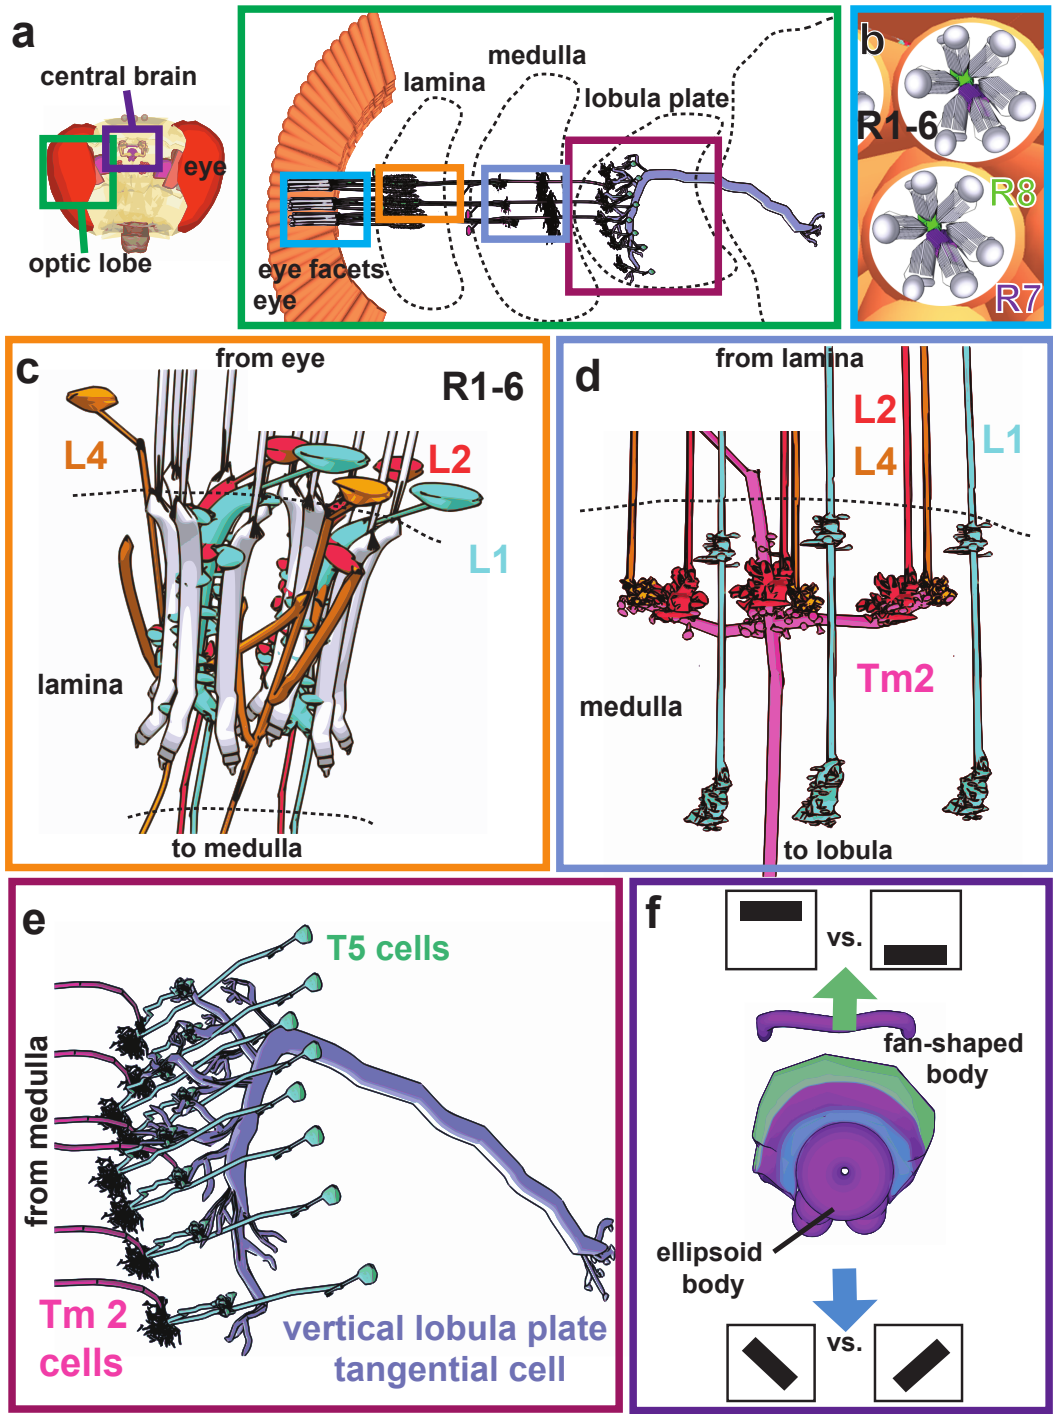 a
central brain
eye
optic lobe
lamina
medulla
lobula plate
eye facets
eye
b
R1-6
R8
R7
c
from eye
R1-6
L4
L2
L1
lamina
to medulla
d
from lamina
L2
L4
L1
Tm2
medulla
to lobula
e
T5 cells
from medulla
Tm 2
cells
vertical lobula plate
tangential cell
f
vs.
fan-shaped
body
ellipsoid
body
vs.